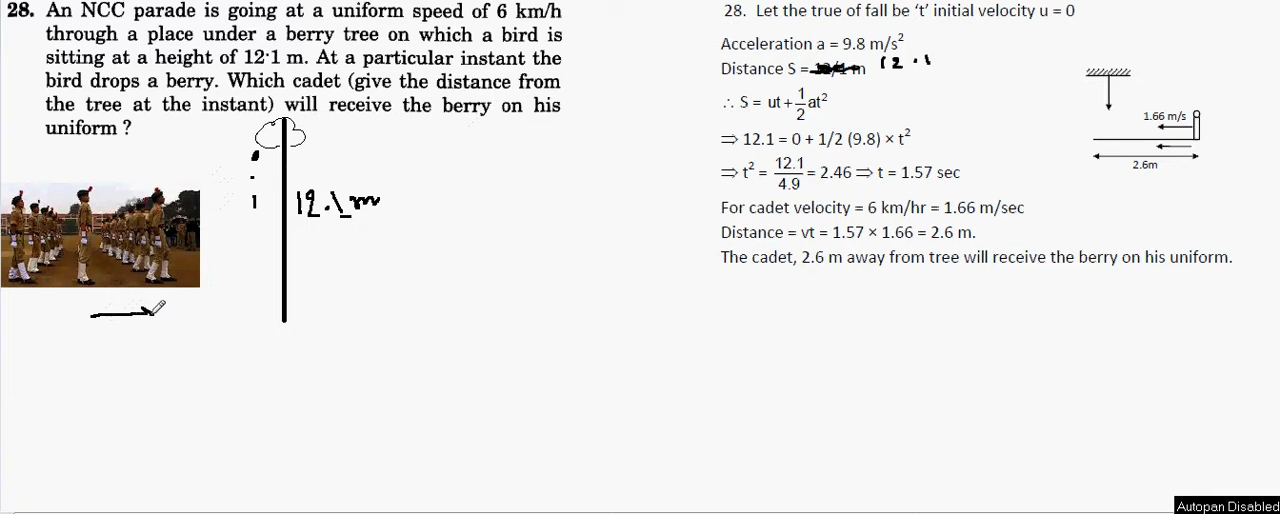 28. An NCC parade is going at a uniform speed of 6 km/h
through a place under a berry tree on which a bird is
sitting at a height of 12·1 m. At a particular instant the
bird drops a berry. Which cadet (give the distance from
the tree at the instant) will receive the berry on his
uniform ?
12.1 m
28. Let the true of fall be ‘t’ initial velocity u = 0
Acceleration a = 9.8 m/s²
Distance S = m 12.1
∴ S = ut + 1/2 at²
⇒ 12.1 = 0 + 1/2 (9.8) × t²
⇒ t² = 12.1/4.9 = 2.46 ⇒ t = 1.57 sec
For cadet velocity = 6 km/hr = 1.66 m/sec
Distance = vt = 1.57 × 1.66 = 2.6 m.
The cadet, 2.6 m away from tree will receive the berry on his uniform.
1.66 m/s
2.6m
Autopan Disabled